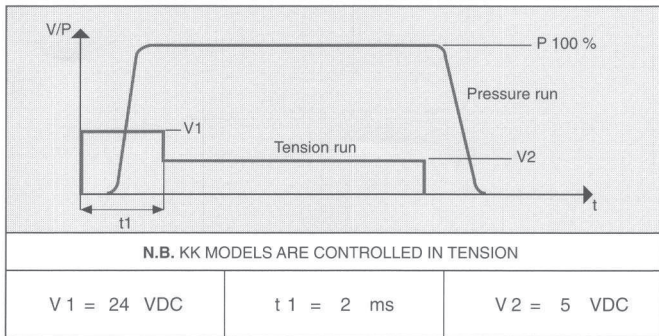 V/P
P 100 %
Pressure run
V1
Tension run
V2
t
t1
N.B. KK MODELS ARE CONTROLLED IN TENSION
V 1 = 24 VDC
t 1 = 2 ms
V 2 = 5 VDC